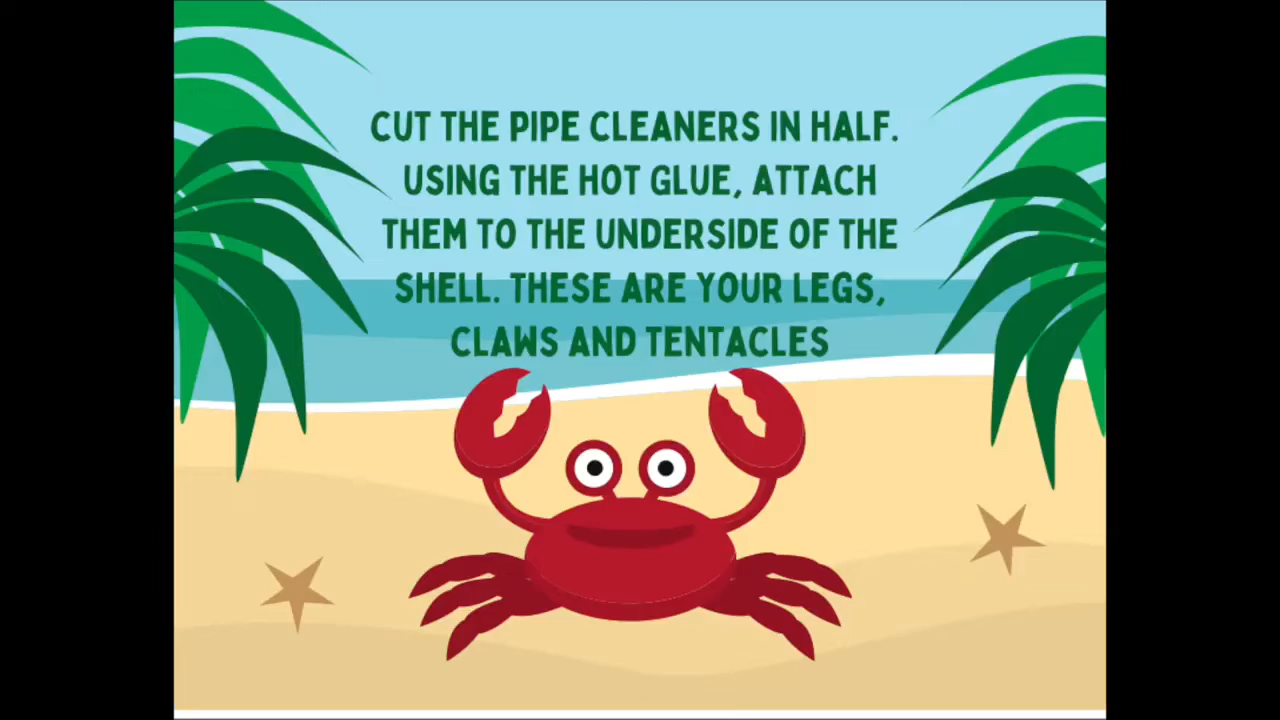 CUT THE PIPE CLEANERS IN HALF.
USING THE HOT GLUE, ATTACH
THEM TO THE UNDERSIDE OF THE
SHELL. THESE ARE YOUR LEGS,
CLAWS AND TENTACLES